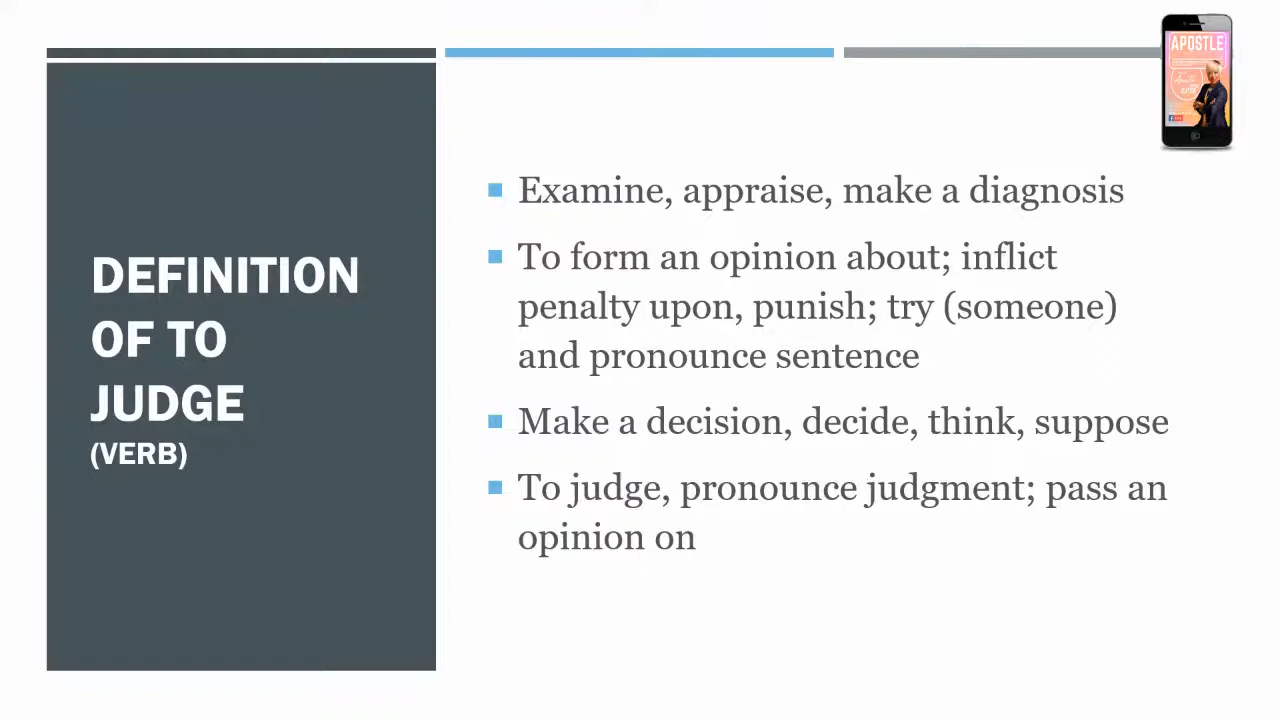 APOSTLE
DEFINITION
OF TO
JUDGE
(VERB)
Examine, appraise, make a diagnosis
To form an opinion about; inflict
penalty upon, punish; try (someone)
and pronounce sentence
Make a decision, decide, think, suppose
To judge, pronounce judgment; pass an
opinion on